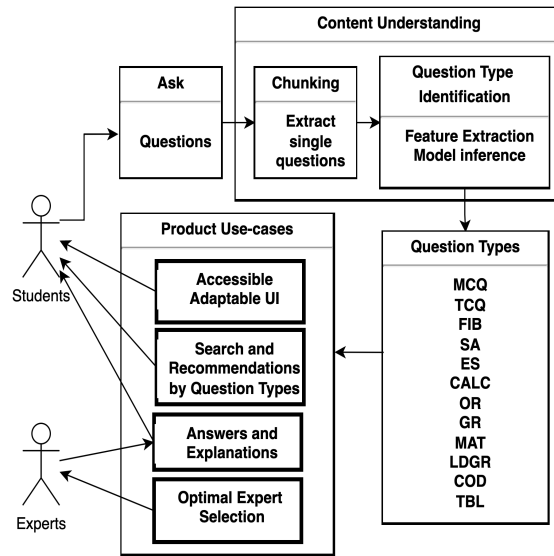 Content Understanding
Ask
Questions
Chunking
Extract
single
questions
Question Type
Identification
Feature Extraction
Model inference
Students
Experts
Product Use-cases
Accessible
Adaptable UI
Search and
Recommendations
by Question Types
Answers and
Explanations
Optimal Expert
Selection
Question Types
MCQ
TCQ
FIB
SA
ES
CALC
OR
GR
MAT
LDGR
COD
TBL